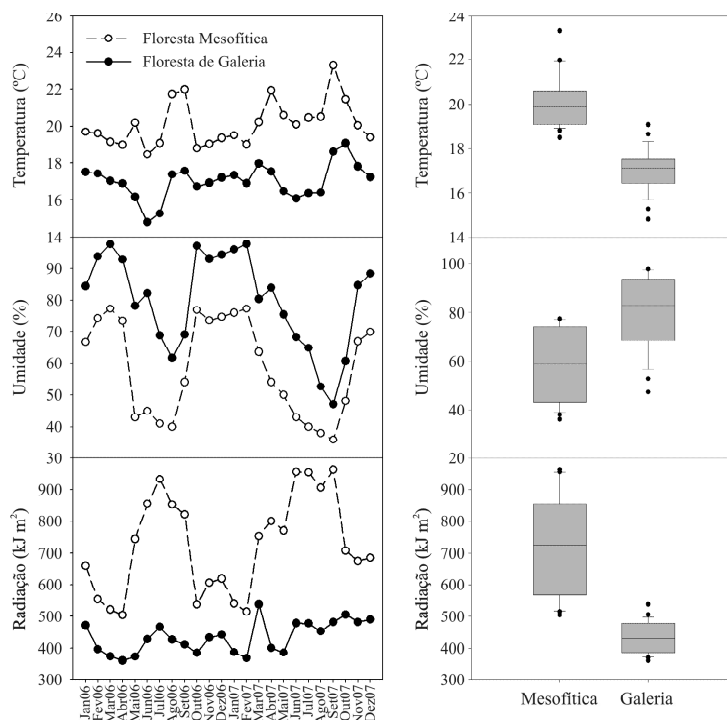 26
24
22
20
18
16
14
Temperatura (ºC)
Floresta Mesofítica
Floresta de Galeria
90
80
70
60
50
40
30
Umidade (%)
900
800
700
600
500
400
300
Radiação (kJ m²)
Jan06
Fev06
Mar06
Abr06
Mai06
Jun06
Jul06
Ago06
Set06
Out06
Nov06
Dez06
Jan07
Fev07
Mar07
Abr07
Mai07
Jun07
Jul07
Ago07
Set07
Out07
Nov07
Dez07
24
22
20
18
16
14
Temperatura (ºC)
100
80
60
40
20
Umidade (%)
900
800
700
600
500
400
300
Radiação (kJ m²)
Mesofítica Galeria